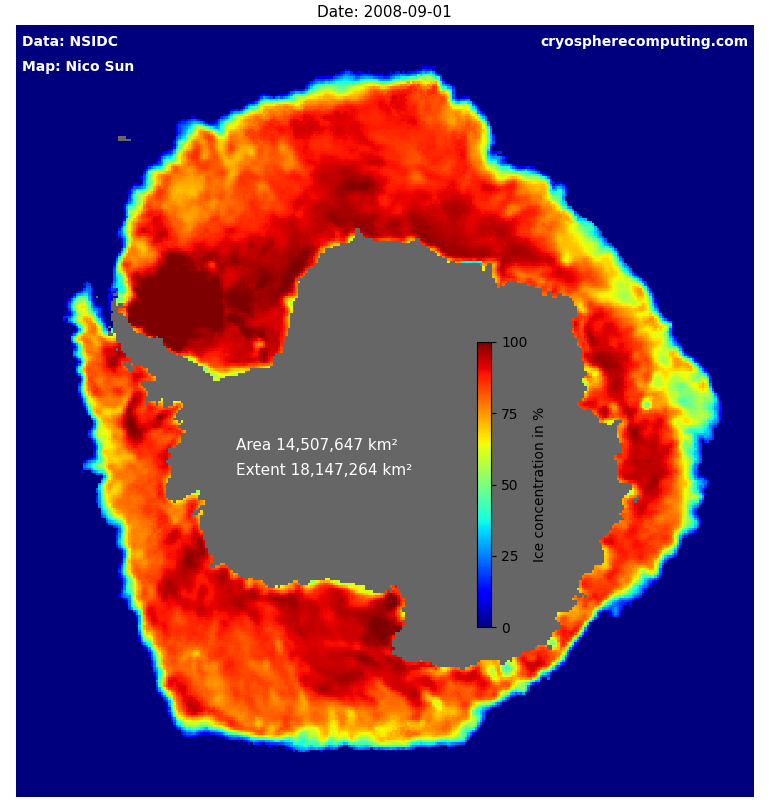 Date: 2008-09-01
Data: NSIDC
cryospherecomputing.com
Map: Nico Sun
100
75
50
25
0
Ice concentration in %
Area 14,507,647 km²
Extent 18,147,264 km²